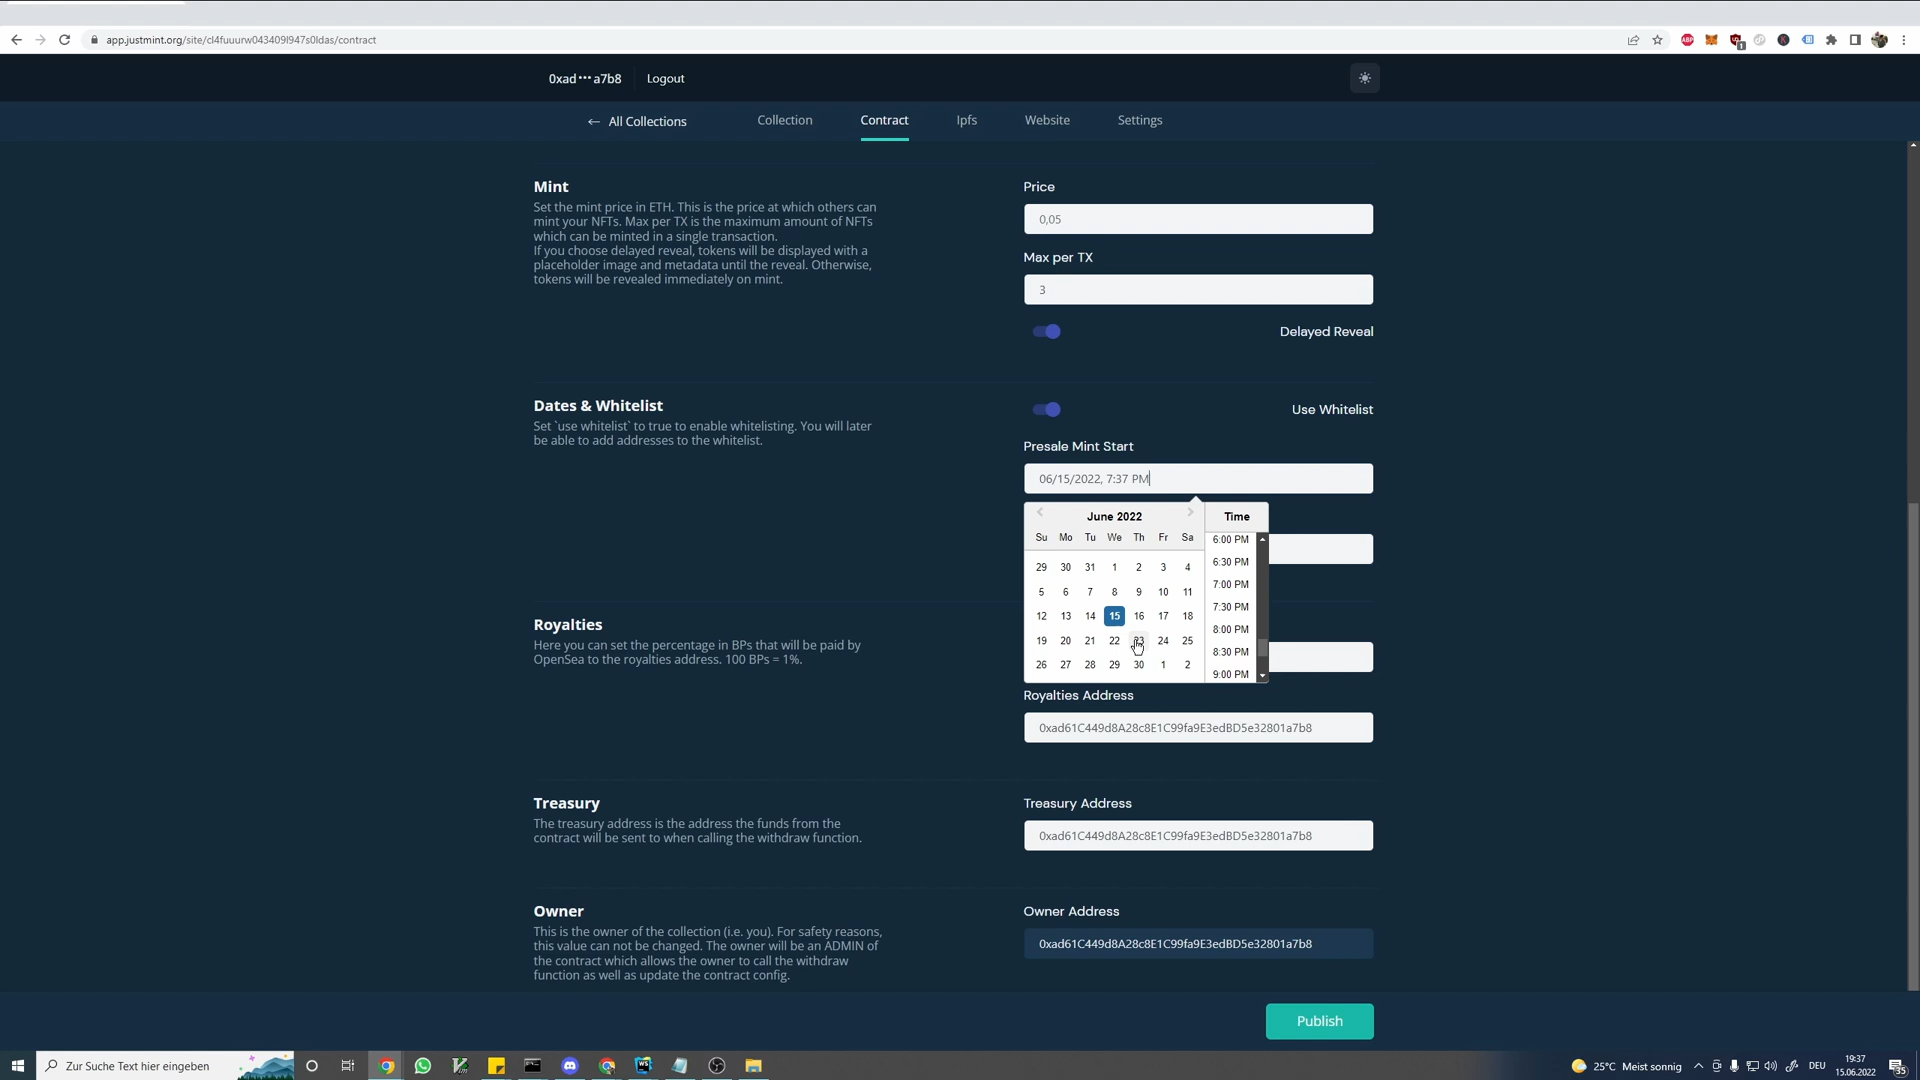 app.justmint.org/site/cl4fuuurw043409l947s0ldas/contract
1
0xad···a7b8
Logout
← All Collections
Collection
Contract
Ipfs
Website
Settings
Mint
Set the mint price in ETH. This is the price at which others can
mint your NFTs. Max per TX is the maximum amount of NFTs
which can be minted in a single transaction.
If you choose delayed reveal, tokens will be displayed with a
placeholder image and metadata until the reveal. Otherwise,
tokens will be revealed immediately on mint.
Price
0,05
Max per TX
3
Delayed Reveal
Dates & Whitelist
Set `use whitelist` to true to enable whitelisting. You will later
be able to add addresses to the whitelist.
Use Whitelist
Presale Mint Start
06/15/2022, 7:37 PM
June 2022
Su Mo Tu We Th Fr Sa
29 30 31 1 2 3 4
5 6 7 8 9 10 11
12 13 14 15 16 17 18
19 20 21 22 23 24 25
26 27 28 29 30 1 2
Time
6:00 PM
6:30 PM
7:00 PM
7:30 PM
8:00 PM
8:30 PM
9:00 PM
Royalties
Here you can set the percentage in BPs that will be paid by
OpenSea to the royalties address. 100 BPs = 1%.
Royalties Address
0xad61C449d8A28c8E1C99fa9E3edBD5e32801a7b8
Treasury
The treasury address is the address the funds from the
contract will be sent to when calling the withdraw function.
Treasury Address
0xad61C449d8A28c8E1C99fa9E3edBD5e32801a7b8
Owner
This is the owner of the collection (i.e. you). For safety reasons,
this value can not be changed. The owner will be an ADMIN of
the contract which allows the owner to call the withdraw
function as well as update the contract config.
Owner Address
0xad61C449d8A28c8E1C99fa9E3edBD5e32801a7b8
Publish
Zur Suche Text hier eingeben
25°C Meist sonnig
DEU
19:37
15.06.2022
35